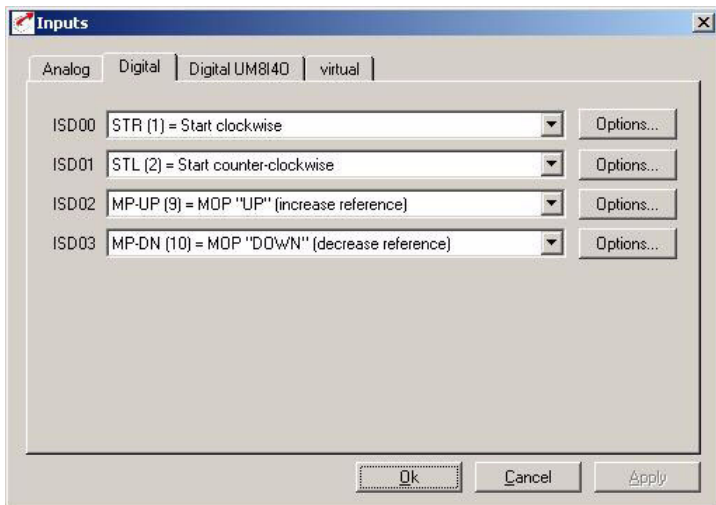 Inputs
Analog Digital Digital UM8I4O virtual
ISD00 STR (1) = Start clockwise Options...
ISD01 STL (2) = Start counter-clockwise Options...
ISD02 MP-UP (9) = MOP "UP" (increase reference) Options...
ISD03 MP-DN (10) = MOP "DOWN" (decrease reference) Options...
Ok Cancel Apply